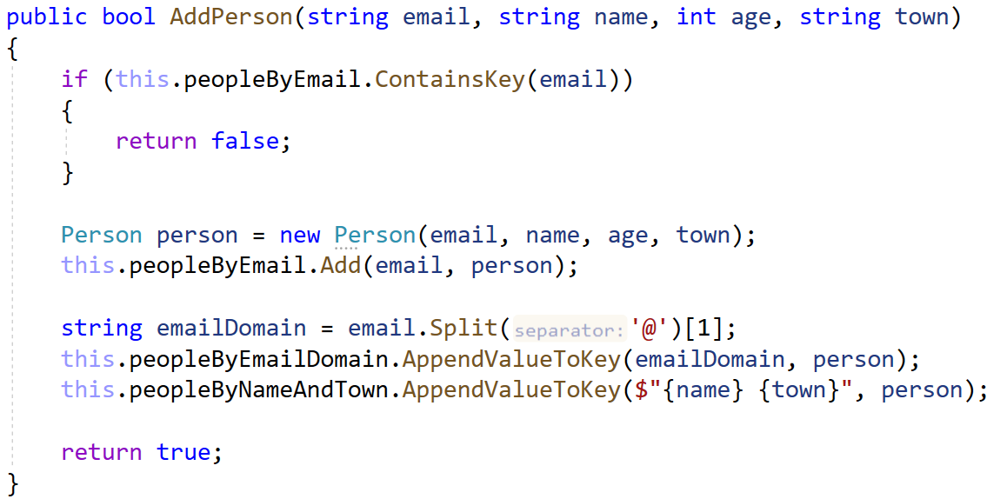 public bool AddPerson(string email, string name, int age, string town)
{
    if (this.peopleByEmail.ContainsKey(email))
    {
        return false;
    }

    Person person = new Person(email, name, age, town);
    this.peopleByEmail.Add(email, person);

    string emailDomain = email.Split(separator:'@')[1];
    this.peopleByEmailDomain.AppendValueToKey(emailDomain, person);
    this.peopleByNameAndTown.AppendValueToKey($"{name} {town}", person);

    return true;
}